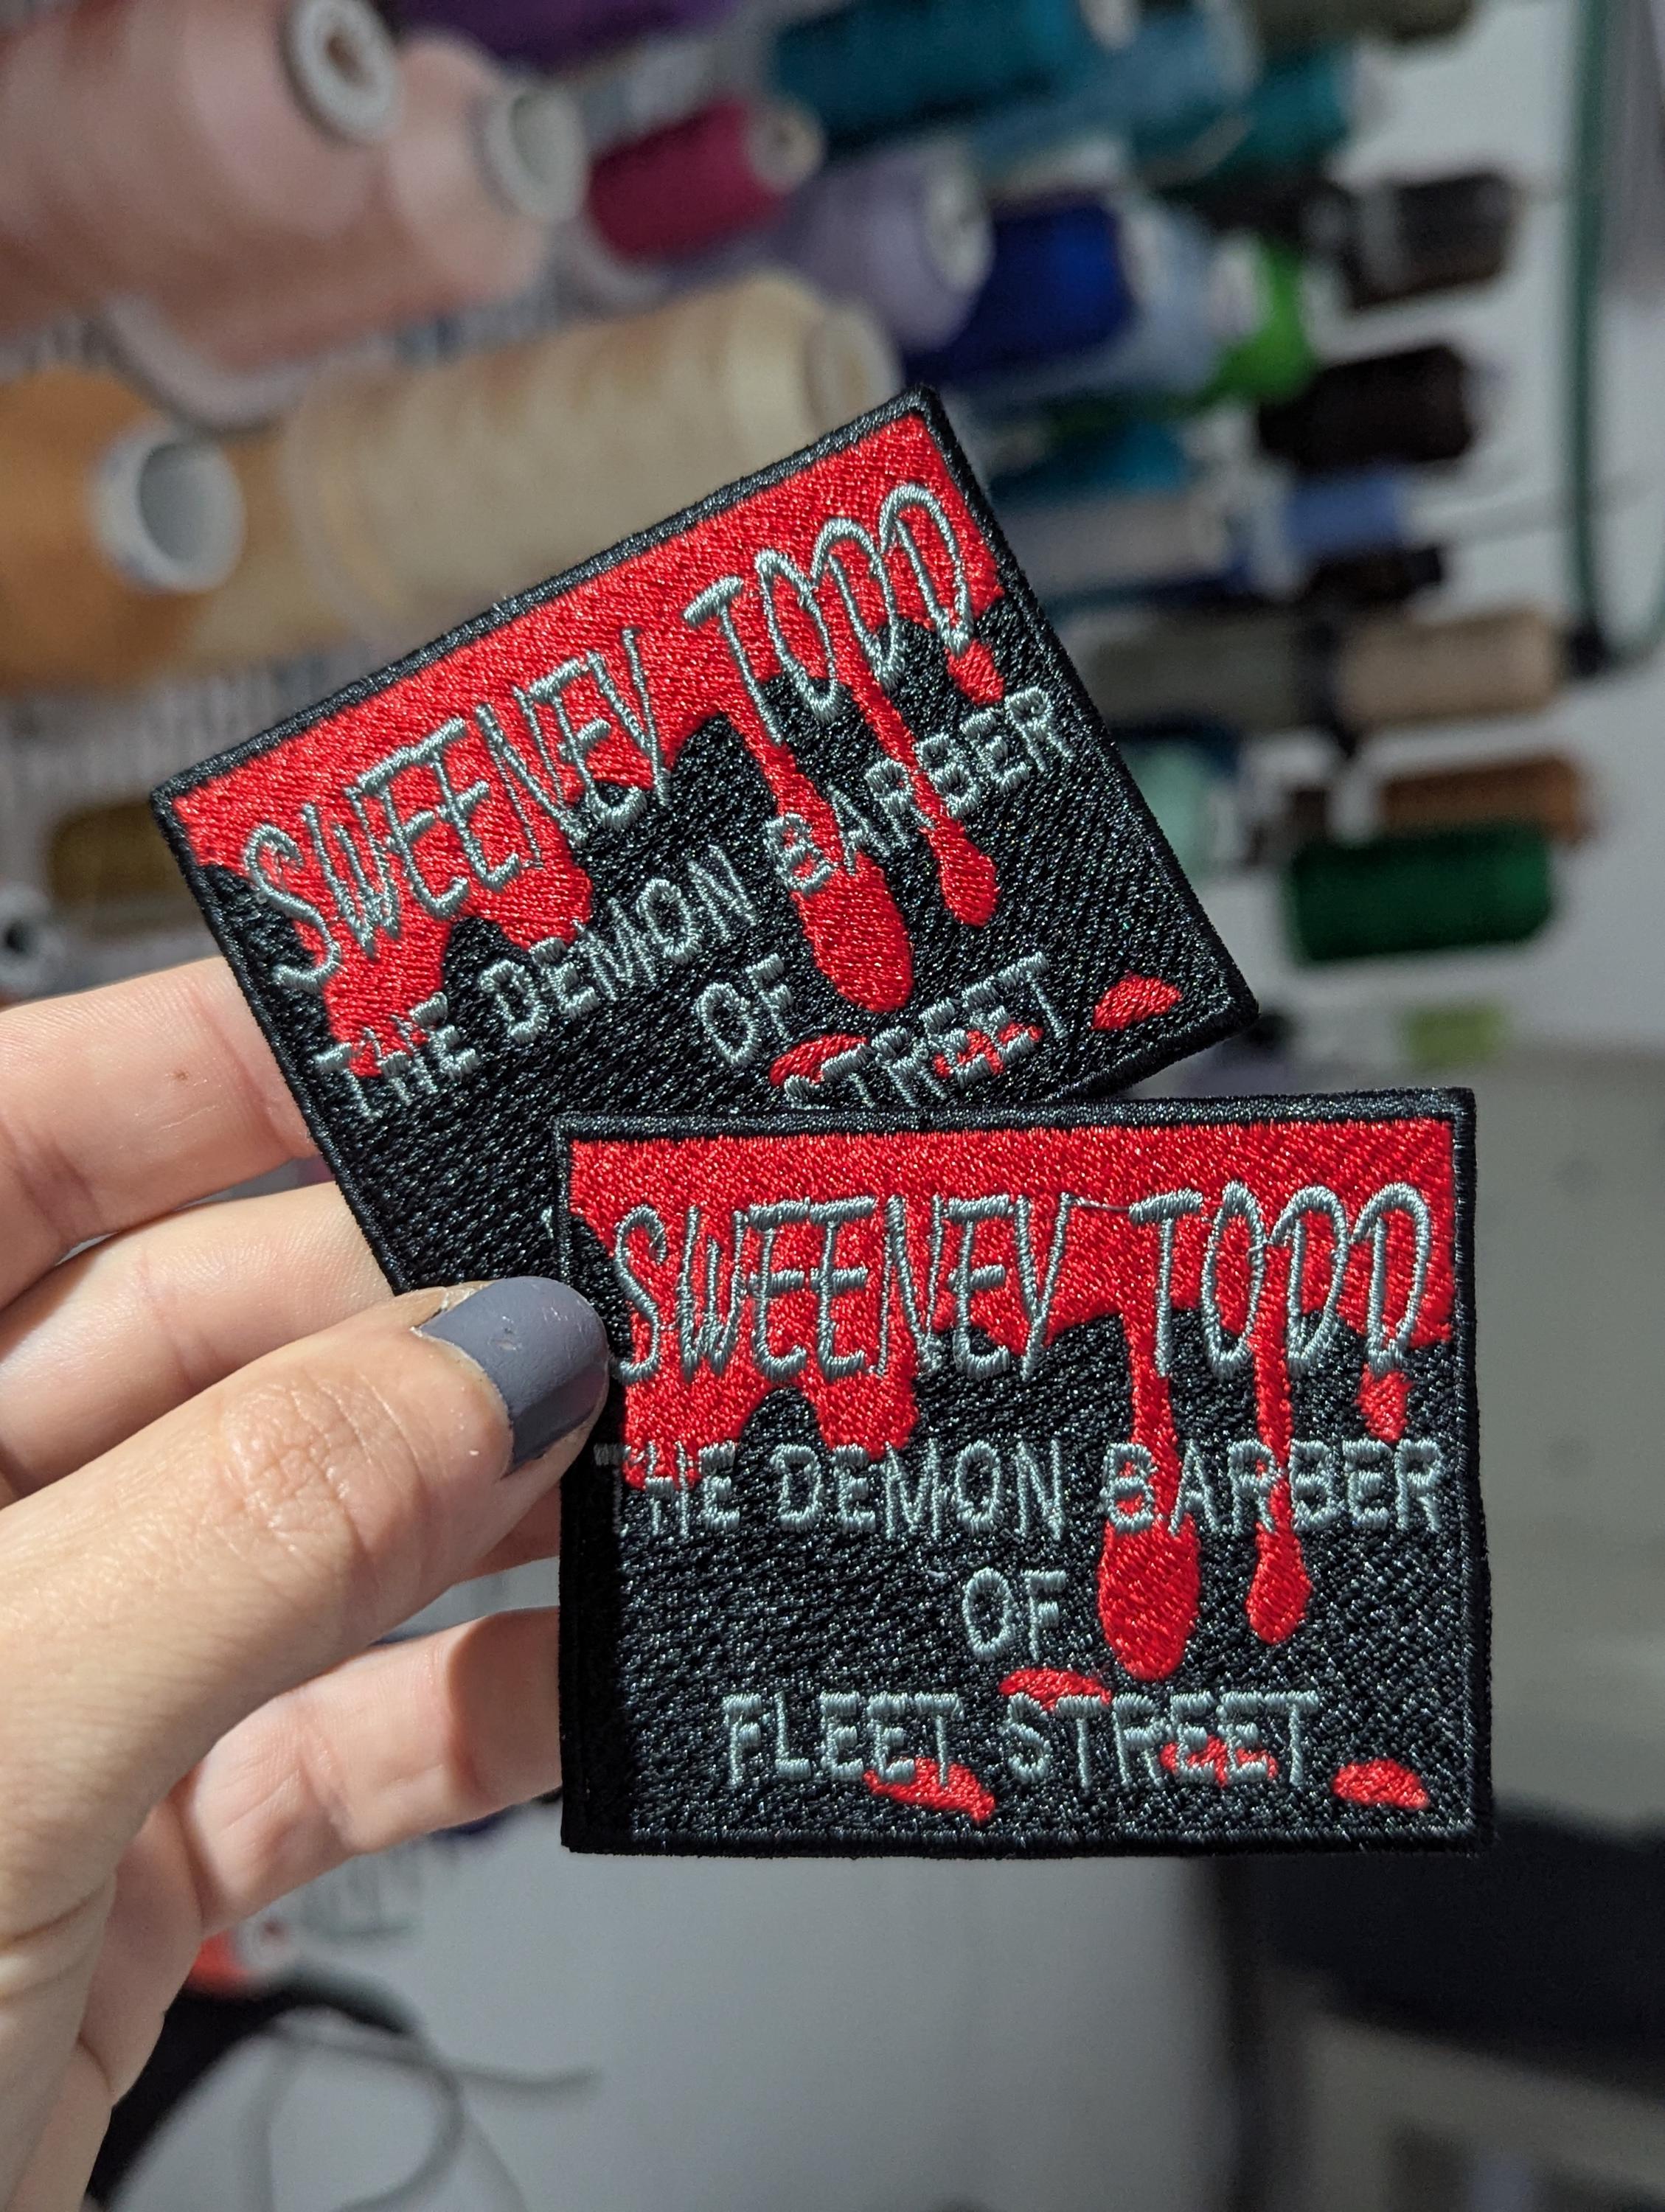 SWEENEY TODD
THE DEMON BARBER
OF
STREET
SWEENEY TODD
THE DEMON BARBER
OF
FLEET STREET